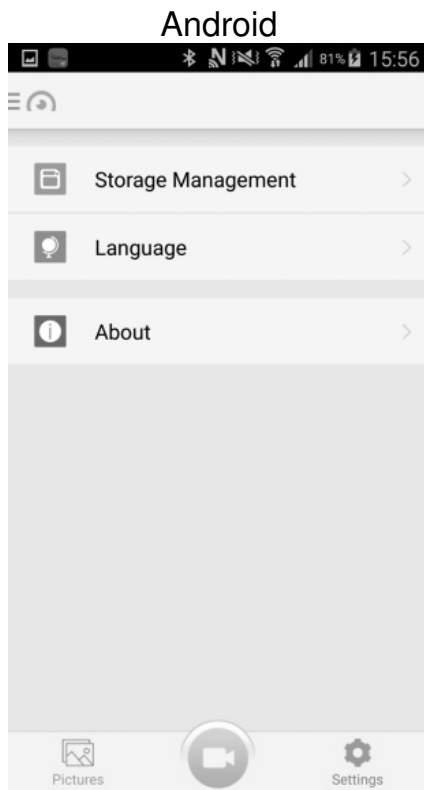 Android
81% 15:56
Storage Management
Language
About
Pictures
Settings